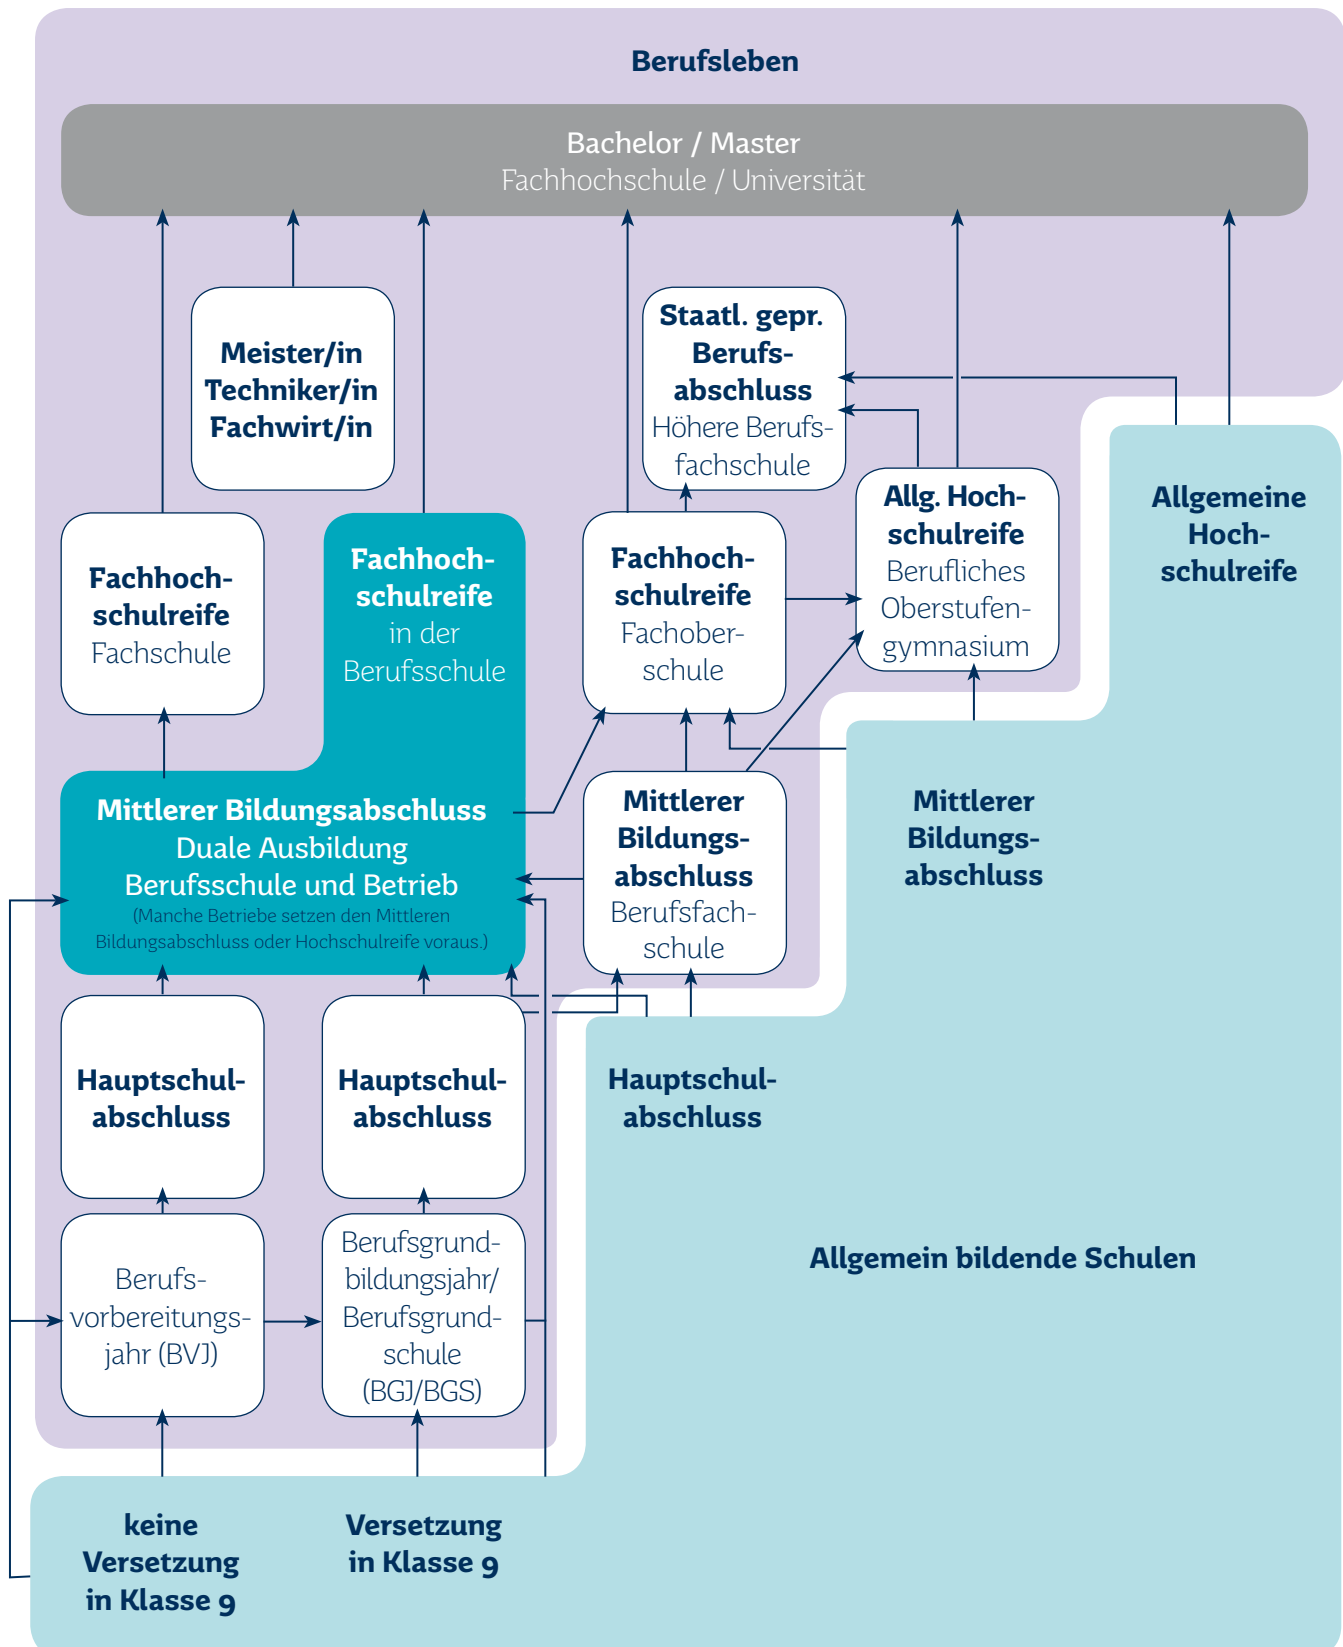 Berufsleben
Bachelor / Master
Fachhochschule / Universität
Meister/in
Techniker/in
Fachwirt/in
Staatl. gepr.
Berufs-
abschluss
Höhere Berufs-
fachschule
Allg. Hoch-
schulreife
Berufliches
Oberstufen-
gymnasium
Allgemeine
Hoch-
schulreife
Fachhoch-
schulreife
Fachschule
Fachhoch-
schulreife
in der
Berufsschule
Fachhoch-
schulreife
Fachober-
schule
Mittlerer Bildungsabschluss
Duale Ausbildung
Berufsschule und Betrieb
(Manche Betriebe setzen den Mittleren
Bildungsabschluss oder Hochschulreife voraus.)
Mittlerer
Bildungs-
abschluss
Berufsfach-
schule
Mittlerer
Bildungs-
abschluss
Hauptschul-
abschluss
Hauptschul-
abschluss
Hauptschul-
abschluss
Berufs-
vorbereitungs-
jahr (BVJ)
Berufsgrund-
bildungsjahr/
Berufsgrund-
schule
(BGJ/BGS)
Allgemein bildende Schulen
keine
Versetzung
in Klasse 9
Versetzung
in Klasse 9